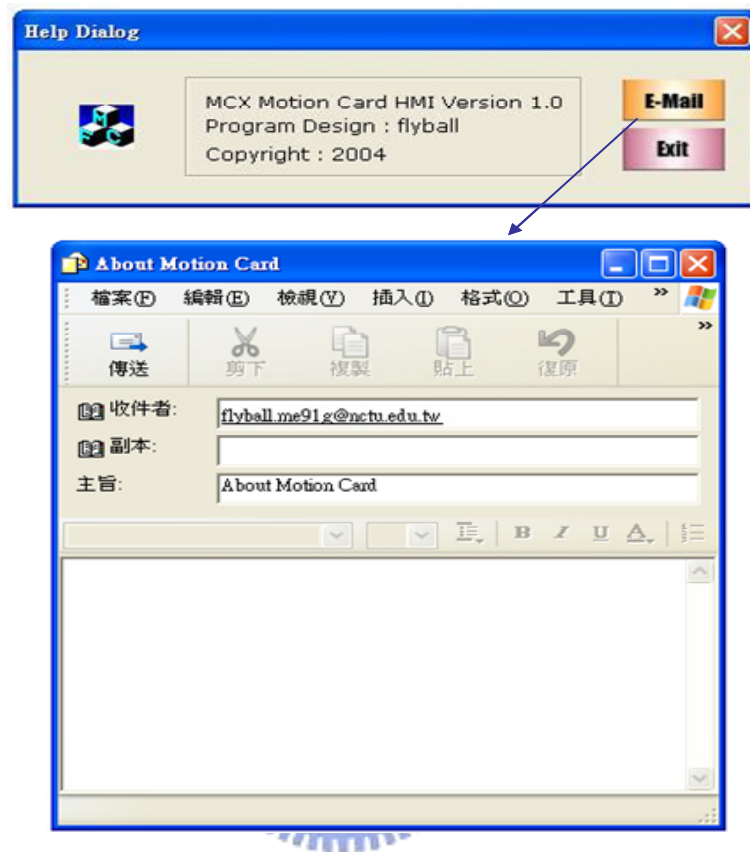 Help Dialog
MFC
MCX Motion Card HMI Version 1.0
Program Design : flyball
Copyright : 2004
E-Mail
Exit
About Motion Card
檔案(F) 編輯(E) 檢視(V) 插入(I) 格式(O) 工具(T) »
»
傳送 剪下 複製 貼上 復原
收件者: flyball.me91g@nctu.edu.tw
副本:
主旨: About Motion Card
B I U A